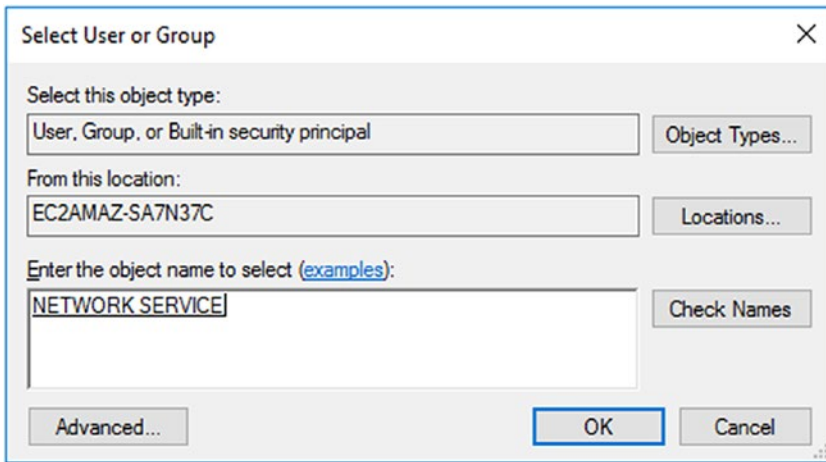 Select User or Group
Select this object type:
User, Group, or Built-in security principal
Object Types...
From this location:
EC2AMAZ-SA7N37C
Locations...
Enter the object name to select (examples):
NETWORK SERVICE
Check Names
Advanced...
OK
Cancel